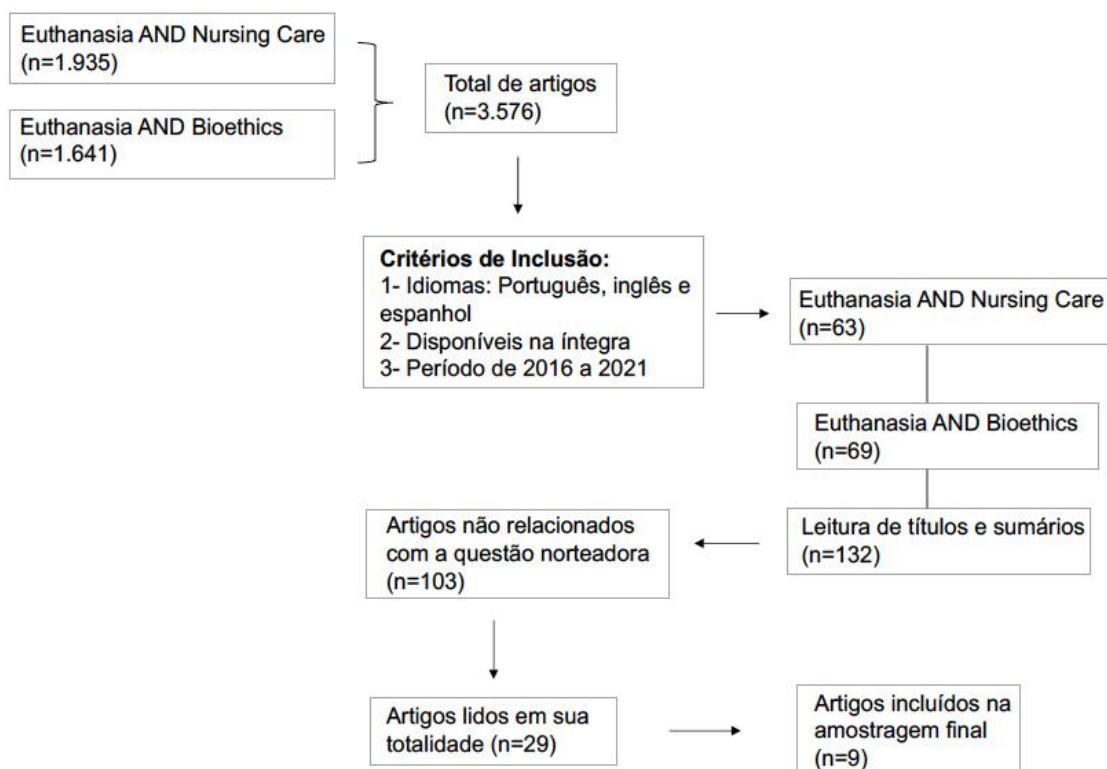 Euthanasia AND Nursing Care
(n=1.935)
Euthanasia AND Bioethics
(n=1.641)
Total de artigos
(n=3.576)
Critérios de Inclusão:
1- Idiomas: Português, inglês e
espanhol
2- Disponíveis na íntegra
3- Período de 2016 a 2021
Euthanasia AND Nursing Care
(n=63)
Euthanasia AND Bioethics
(n=69)
Leitura de títulos e sumários
(n=132)
Artigos não relacionados
com a questão norteadora
(n=103)
Artigos lidos em sua
totalidade (n=29)
Artigos incluídos na
amostragem final
(n=9)